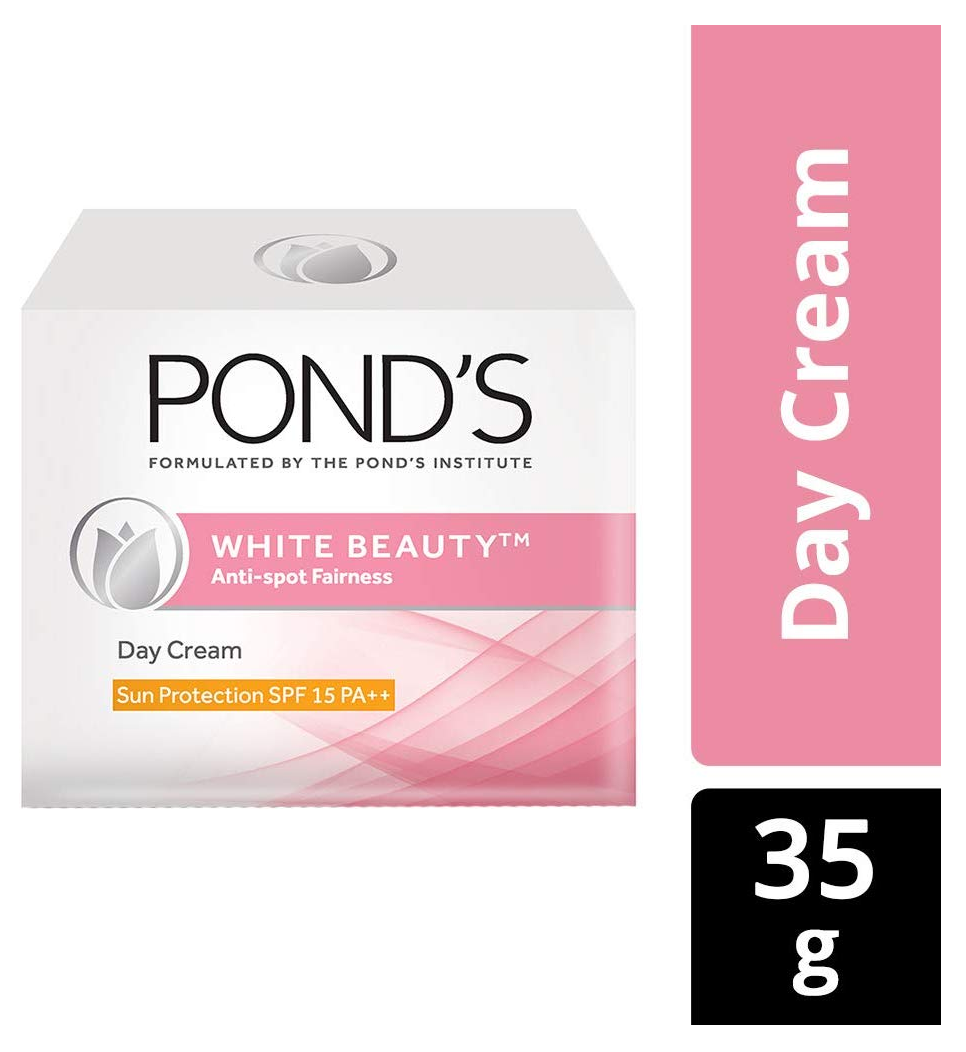 POND'S
FORMULATED BY THE POND'S INSTITUTE
WHITE BEAUTY™
Anti-spot Fairness
Day Cream
Sun Protection SPF 15 PA++
Day Cream
35
g